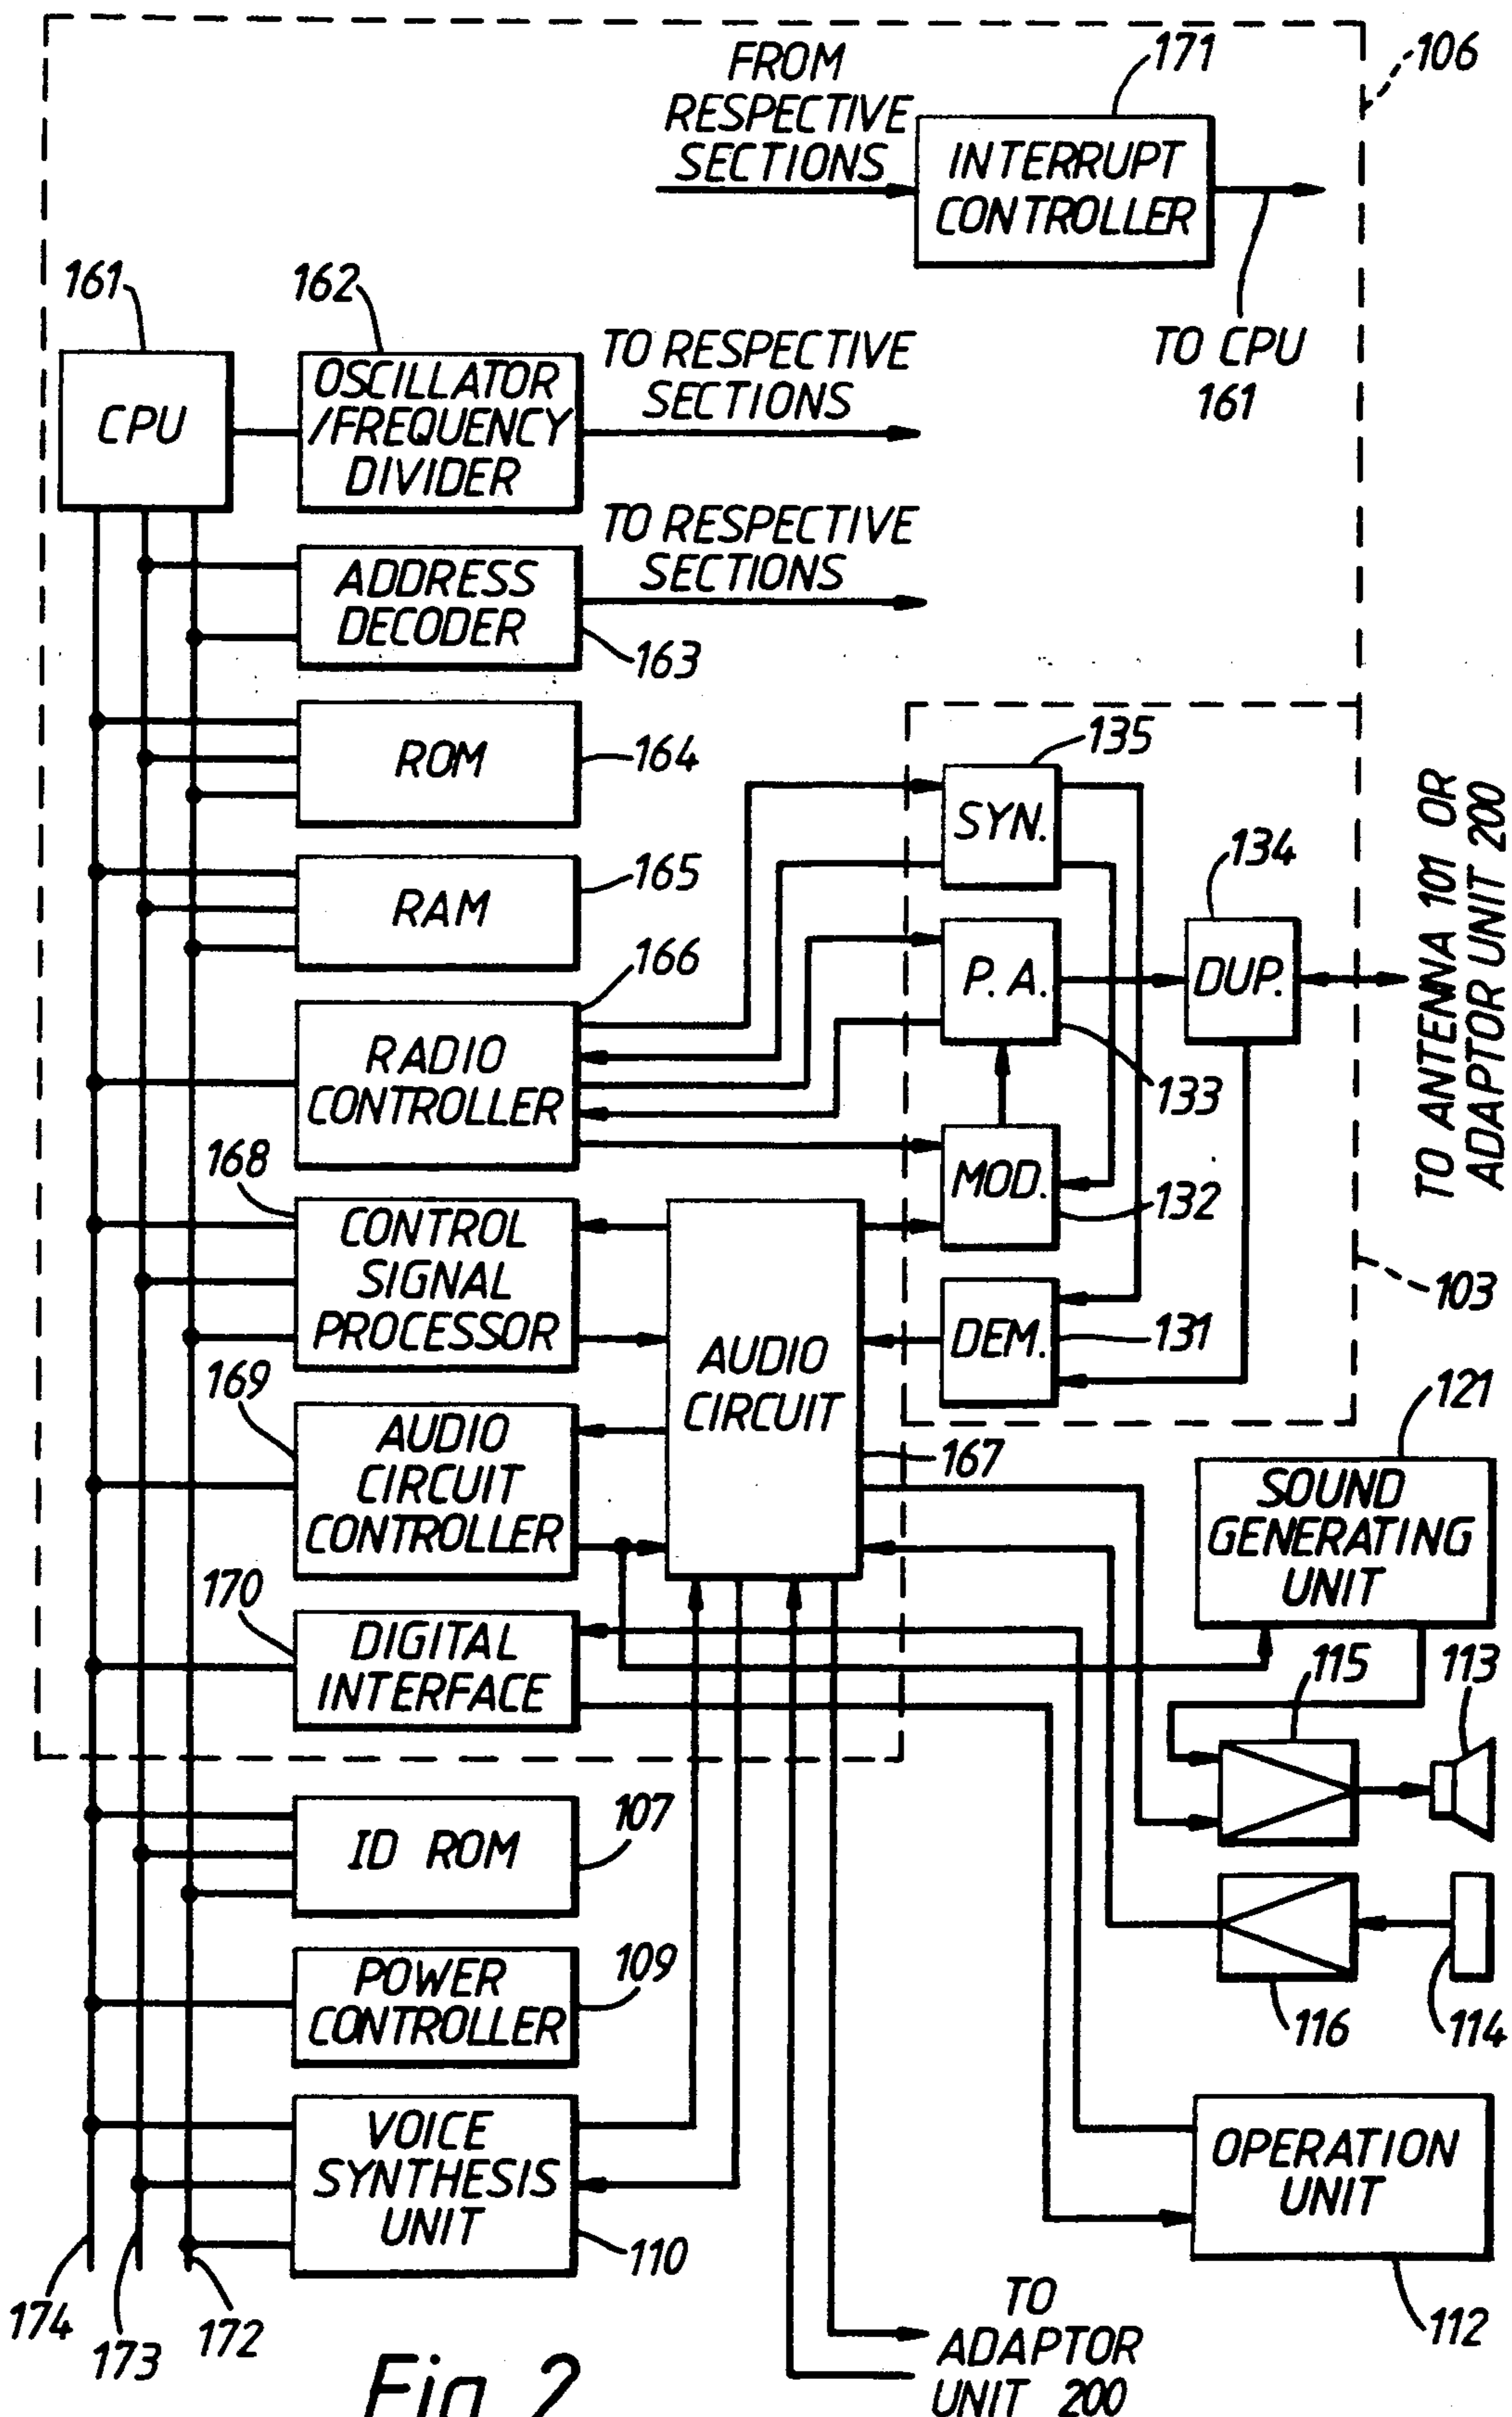 FROM
RESPECTIVE
SECTIONS
171
106
INTERRUPT
CONTROLLER
TO CPU
161
161
162
CPU
OSCILLATOR
/FREQUENCY
DIVIDER
TO RESPECTIVE
SECTIONS
ADDRESS
DECODER
TO RESPECTIVE
SECTIONS
163
ROM
164
RAM
165
166
RADIO
CONTROLLER
135
SYN.
134
P.A.
DUP.
133
MOD.
132
DEM.
131
103
TO ANTENNA 101 OR
ADAPTOR UNIT 200
168
CONTROL
SIGNAL
PROCESSOR
AUDIO
CIRCUIT
167
169
AUDIO
CIRCUIT
CONTROLLER
121
SOUND
GENERATING
UNIT
170
DIGITAL
INTERFACE
115
113
ID ROM
107
116
114
POWER
CONTROLLER
109
VOICE
SYNTHESIS
UNIT
110
OPERATION
UNIT
112
174
173
172
TO
ADAPTOR
UNIT 200
Fig. 2